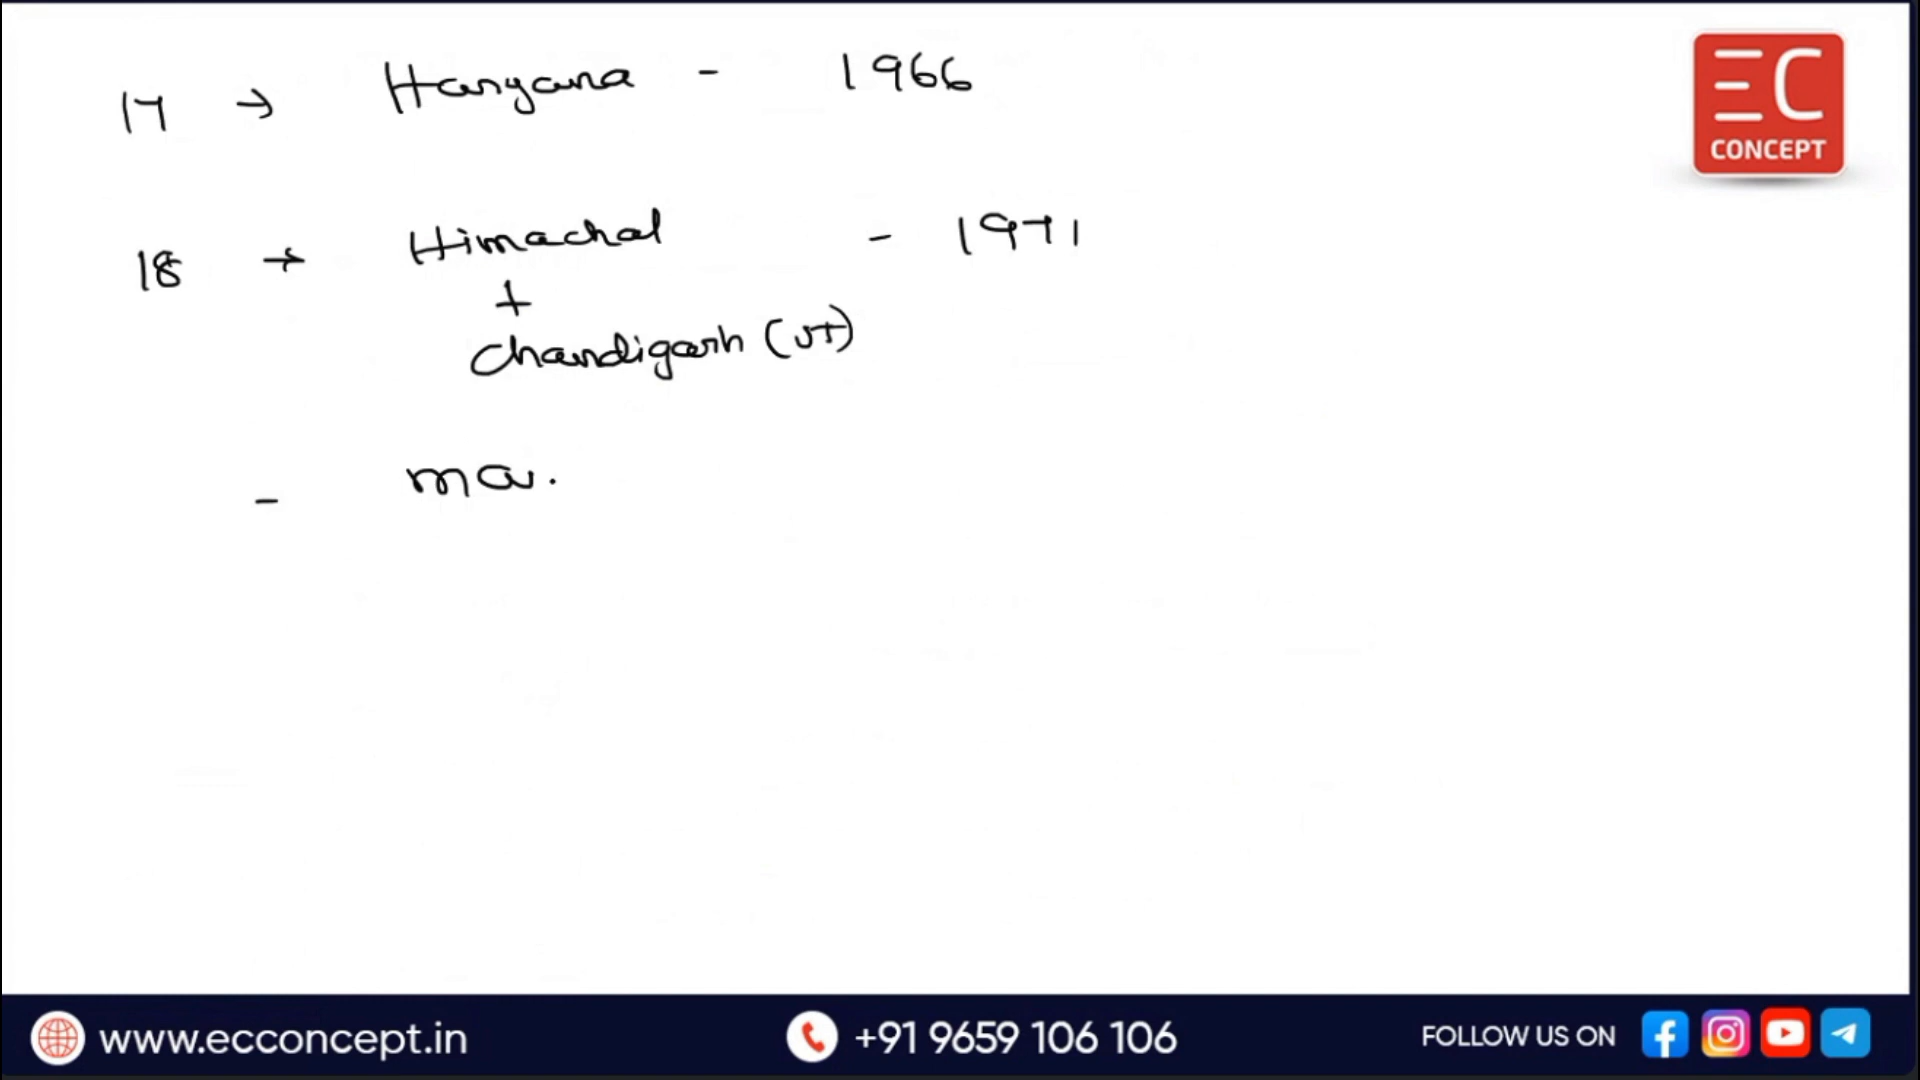 17 → Haryana - 1966
18 → Himachal - 1971
+
Chandigarh (UT)
- ma.
EC
CONCEPT
www.ecconcept.in
+91 9659 106 106
FOLLOW US ON